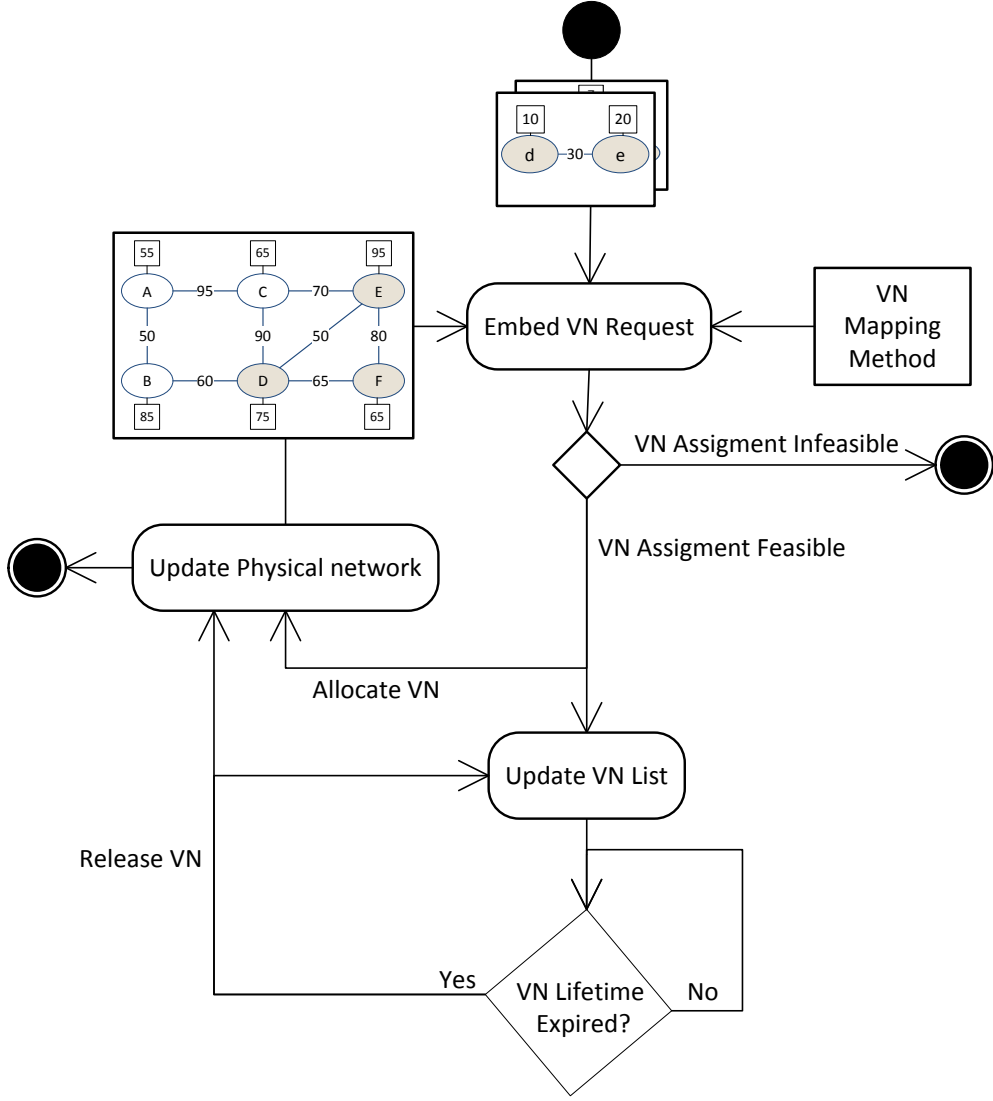 10
20
d
30
e
55
65
95
A
95
C
70
E
50
90
50
80
B
60
D
65
F
85
75
65
Embed VN Request
VN
Mapping
Method
VN Assigment Infeasible
VN Assigment Feasible
Update Physical network
Allocate VN
Update VN List
Release VN
Yes
VN Lifetime
Expired?
No